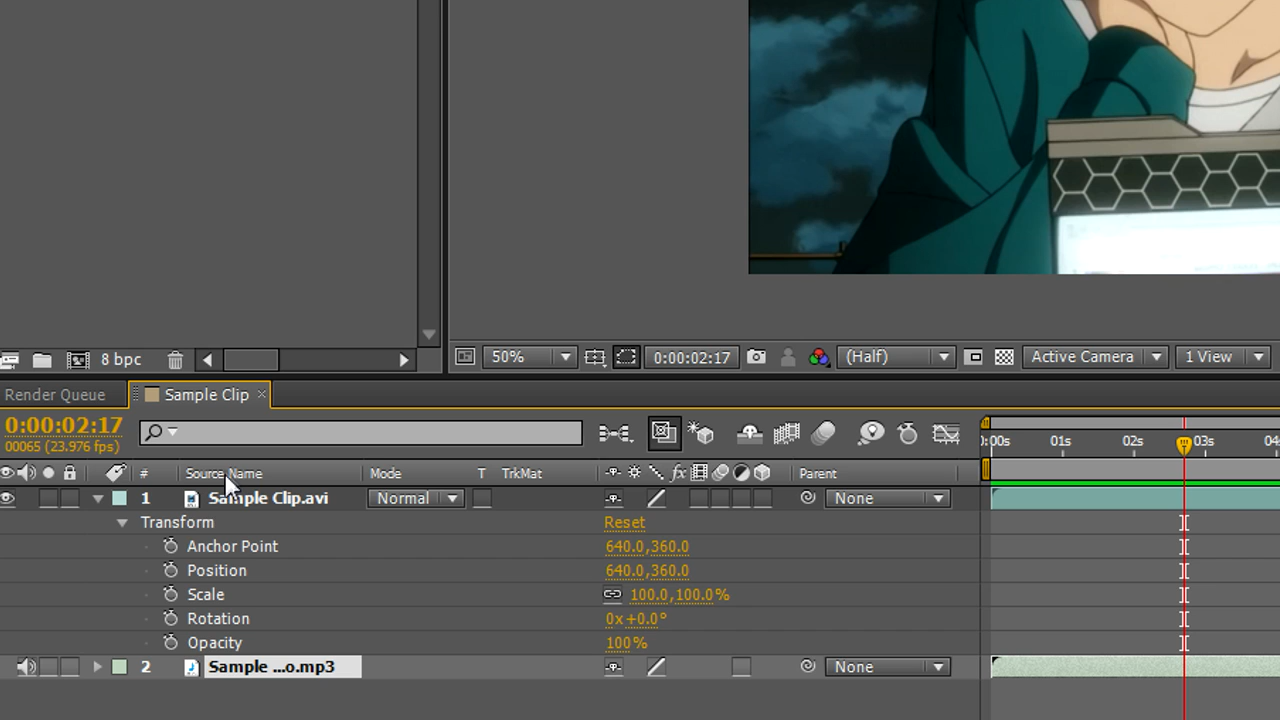 8 bpc
50%
0:00:02:17
(Half)
Active Camera
1 View
Render Queue
Sample Clip
0:00:02:17
00065 (23.976 fps)
:00s 01s 02s 03s 04
# Source Name Mode T TrkMat fx Parent
1 Sample Clip.avi Normal None
Transform Reset
Anchor Point 640.0,360.0
Position 640.0,360.0
Scale 100.0,100.0%
Rotation 0x+0.0°
Opacity 100%
2 Sample ...o.mp3 None